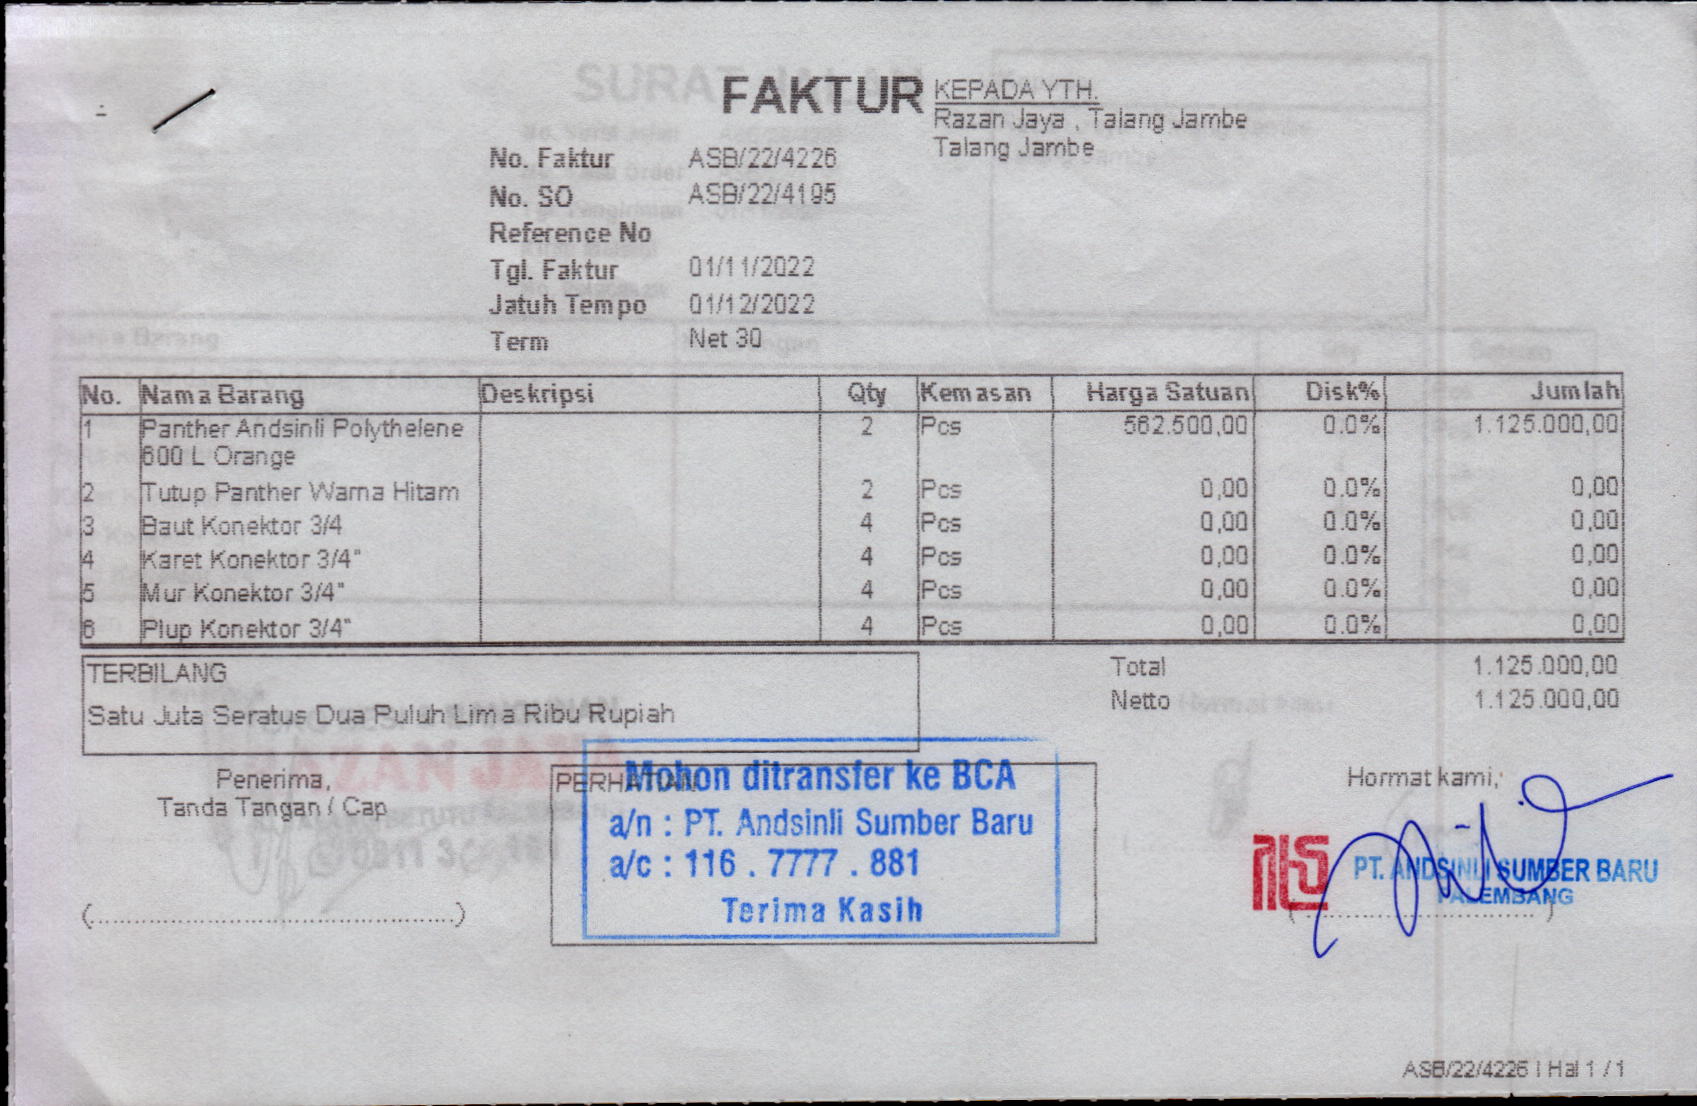 FAKTUR
KEPADA YTH.
Razan Jaya , Talang Jambe
Talang Jambe
No. Faktur ASB/22/4226
No. SO ASB/22/4195
Reference No
Tgl. Faktur 01/11/2022
Jatuh Tempo 01/12/2022
Term Net 30
No. Nama Barang Deskripsi Qty Kemasan Harga Satuan Disk% Jumlah
1 Panther Andsinli Polythelene 2 Pcs 562.500,00 0.0% 1.125.000,00
600 L Orange
2 Tutup Panther Warna Hitam 2 Pcs 0,00 0.0% 0,00
3 Baut Konektor 3/4 4 Pcs 0,00 0.0% 0,00
4 Karet Konektor 3/4" 4 Pcs 0,00 0.0% 0,00
5 Mur Konektor 3/4" 4 Pcs 0,00 0.0% 0,00
6 Plup Konektor 3/4" 4 Pcs 0,00 0.0% 0,00
TERBILANG
Satu Juta Seratus Dua Puluh Lima Ribu Rupiah
Total 1.125.000,00
Netto 1.125.000,00
Penerima,
Tanda Tangan / Cap
(..............................................)
PERHATIAN
Mohon ditransfer ke BCA
a/n : PT. Andsinli Sumber Baru
a/c : 116 . 7777 . 881
Terima Kasih
Hormat kami,
PT. ANDSINLI SUMBER BARU
PALEMBANG
ASB/22/4226 | Hal 1 / 1